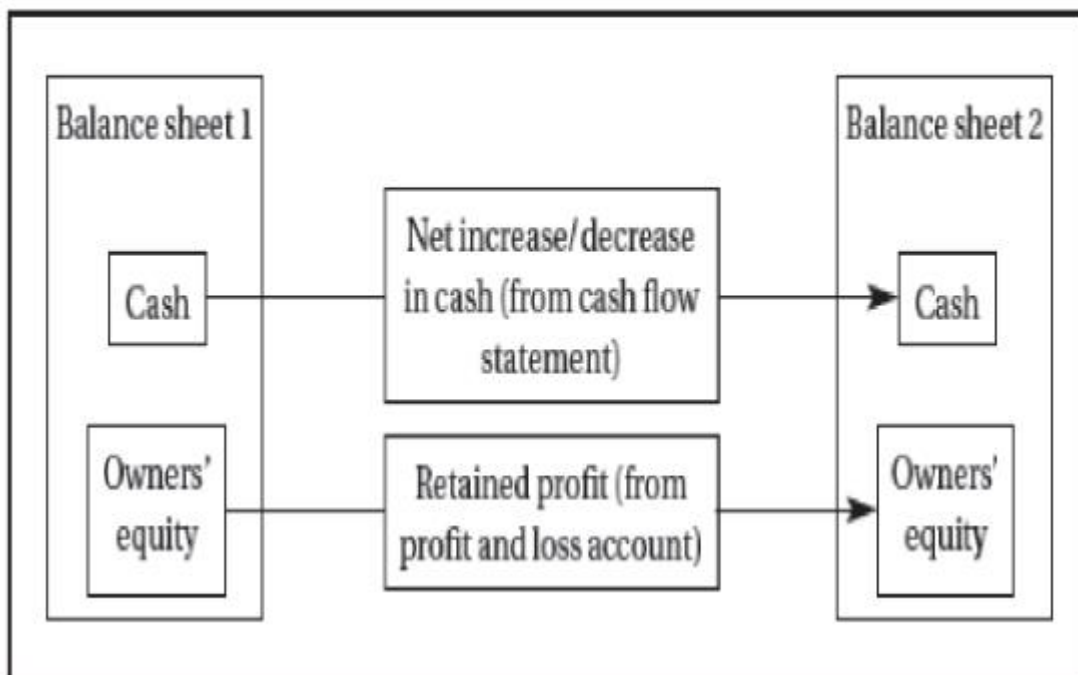 Balance sheet 1
Balance sheet 2
Net increase/decrease
in cash (from cash flow
statement)
Cash
Cash
Owners’
equity
Retained profit (from
profit and loss account)
Owners’
equity